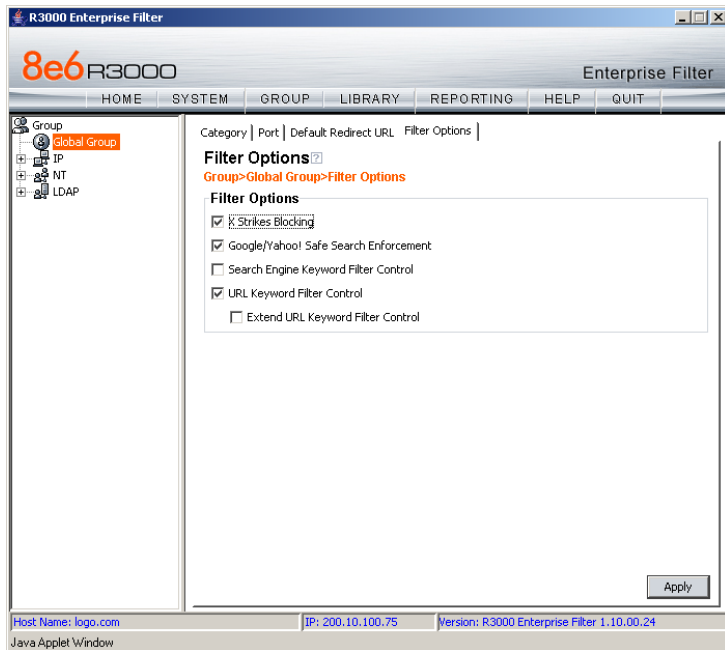 R3000 Enterprise Filter
8e6 R3000
Enterprise Filter
HOME SYSTEM GROUP LIBRARY REPORTING HELP QUIT
Group
Global Group
IP
NT
LDAP
Category Port Default Redirect URL Filter Options
Filter Options ?
Group>Global Group>Filter Options
Filter Options
X Strikes Blocking
Google/Yahoo! Safe Search Enforcement
Search Engine Keyword Filter Control
URL Keyword Filter Control
Extend URL Keyword Filter Control
Apply
Host Name: logo.com IP: 200.10.100.75 Version: R3000 Enterprise Filter 1.10.00.24
Java Applet Window